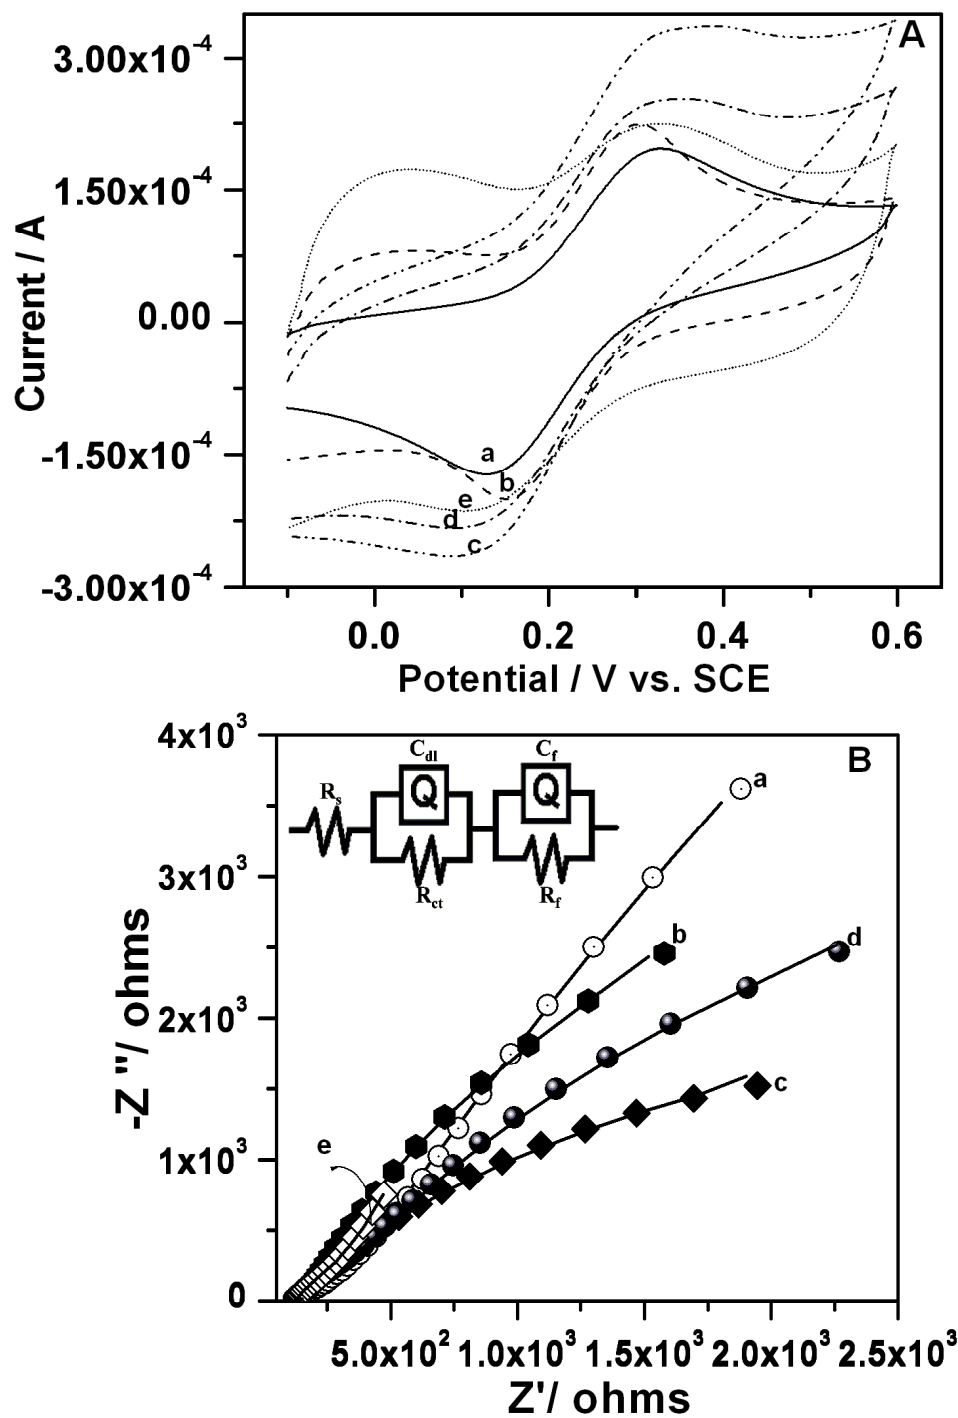 A
3.00x10-4
1.50x10-4
0.00
-1.50x10-4
-3.00x10-4
Current / A
a
b
e
d
c
0.0 0.2 0.4 0.6
Potential / V vs. SCE
B
4x10³
3x10³
2x10³
1x10³
0
-Z "/ ohms
Cdl Cf
Q Q
Rs
Rct Rf
a
b
d
c
e
5.0x10² 1.0x10³ 1.5x10³ 2.0x10³ 2.5x10³
Z'/ ohms